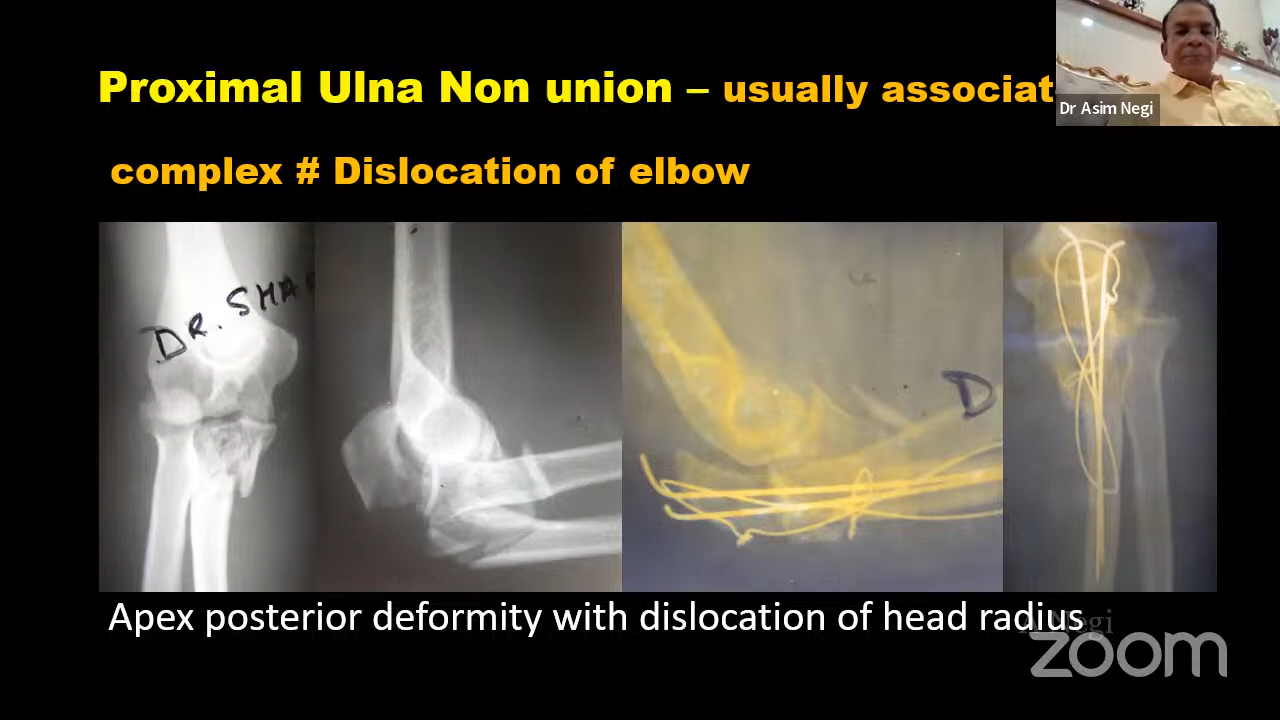 Proximal Ulna Non union – usually associat
Dr Asim Negi
complex # Dislocation of elbow
DR. SHA
D
Apex posterior deformity with dislocation of head radius
Negi
zoom